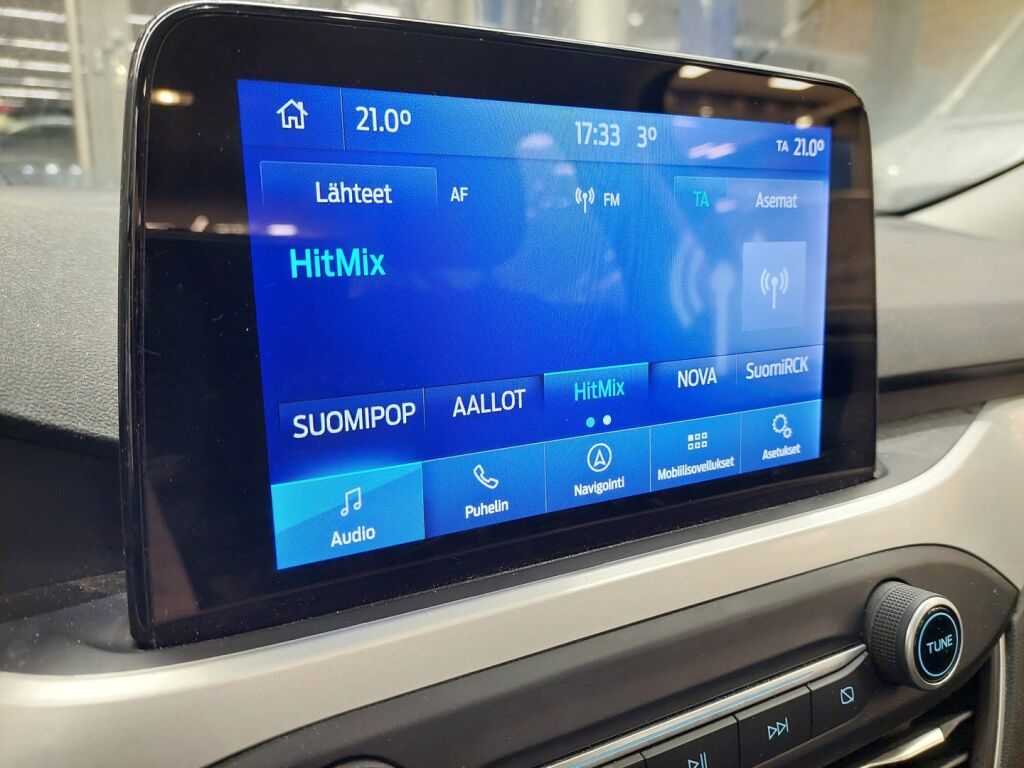 21.0° 17:33 3° TA 21.0°
Lähteet AF FM TA Asemat
HitMix
SUOMIPOP AALLOT HitMix NOVA SuomiRCK
Audio Puhelin Navigointi Mobiilisovellukset Asetukset
TUNE